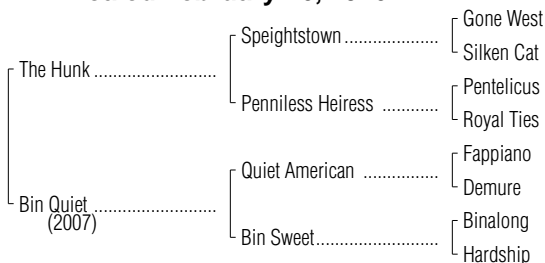 February
Gone West
Speightstown ....................
Silken Cat
The Hunk ..........................
Pentelicus
Penniless Heiress ............
Royal Ties
Fappiano
Quiet American ................
Demure
Bin Quiet ..........................
(2007)
Binalong
Bin Sweet..........................
Hardship